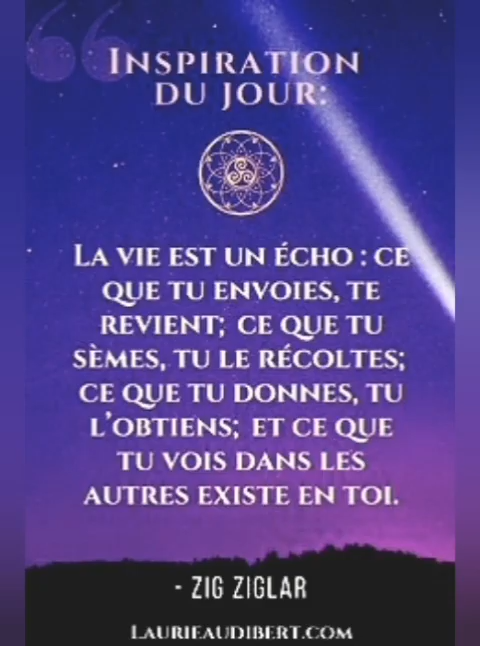 INSPIRATION
DU JOUR:
LA VIE EST UN ÉCHO : CE
QUE TU ENVOIES, TE
REVIENT; CE QUE TU
SÈMES, TU LE RÉCOLTES;
CE QUE TU DONNES, TU
L'OBTIENS; ET CE QUE
TU VOIS DANS LES
AUTRES EXISTE EN TOI.
- ZIG ZIGLAR
LAURIEAUDIBERT.COM